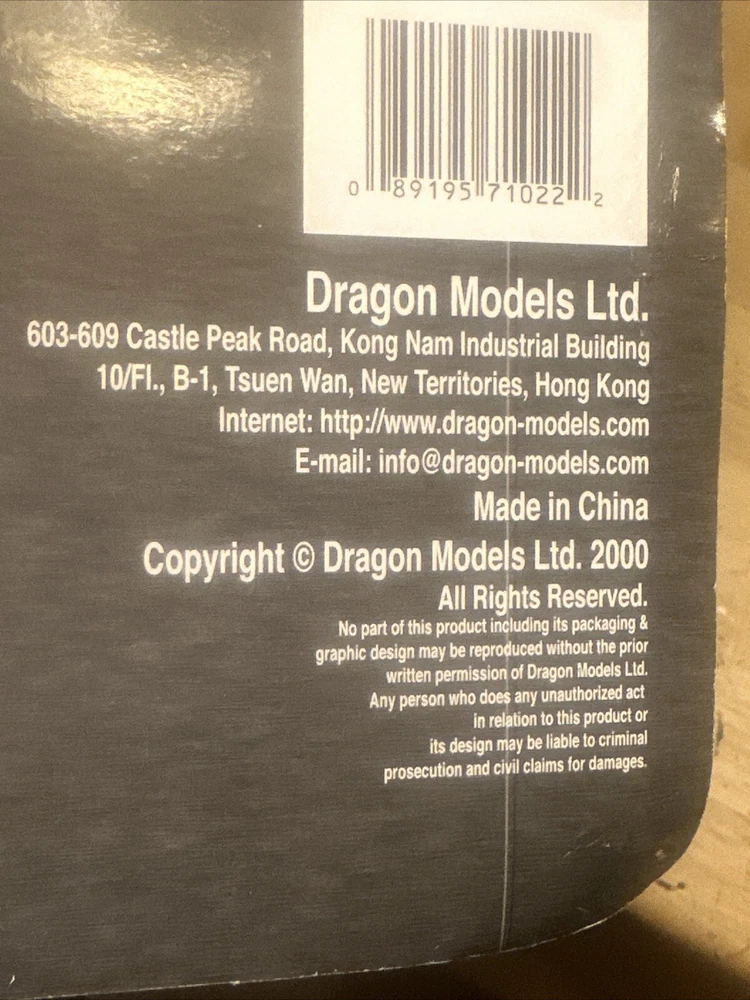 0 89195 71022 2
Dragon Models Ltd.
603-609 Castle Peak Road, Kong Nam Industrial Building
10/Fl., B-1, Tsuen Wan, New Territories, Hong Kong
Internet: http://www.dragon-models.com
E-mail: info@dragon-models.com
Made in China
Copyright © Dragon Models Ltd. 2000
All Rights Reserved.
No part of this product including its packaging &
graphic design may be reproduced without the prior
written permission of Dragon Models Ltd.
Any person who does any unauthorized act
in relation to this product or
its design may be liable to criminal
prosecution and civil claims for damages.